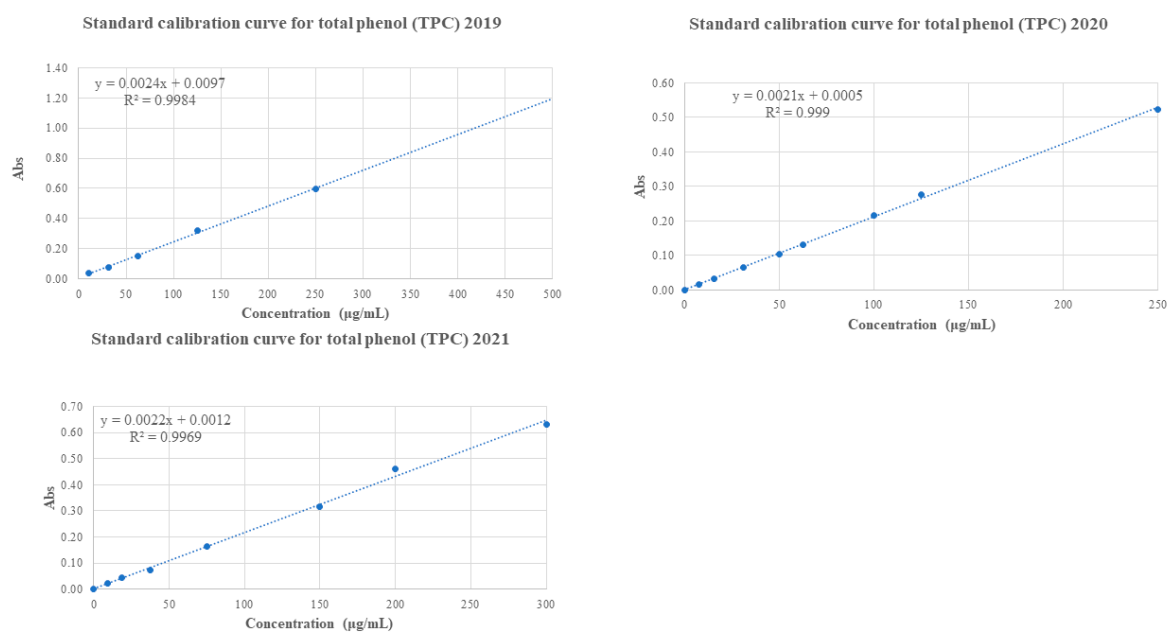 Standard calibration curve for total phenol (TPC) 2019
y = 0.0024x + 0.0097
R² = 0.9984
1.40
1.20
1.00
0.80
0.60
0.40
0.20
0.00
Abs
0 50 100 150 200 250 300 350 400 450 500
Concentration (µg/mL)
Standard calibration curve for total phenol (TPC) 2020
y = 0.0021x + 0.0005
R² = 0.999
0.60
0.50
0.40
0.30
0.20
0.10
0.00
Abs
0 50 100 150 200 250
Concentration (µg/mL)
Standard calibration curve for total phenol (TPC) 2021
y = 0.0022x + 0.0012
R² = 0.9969
0.70
0.60
0.50
0.40
0.30
0.20
0.10
0.00
Abs
0 50 100 150 200 250 300
Concentration (µg/mL)